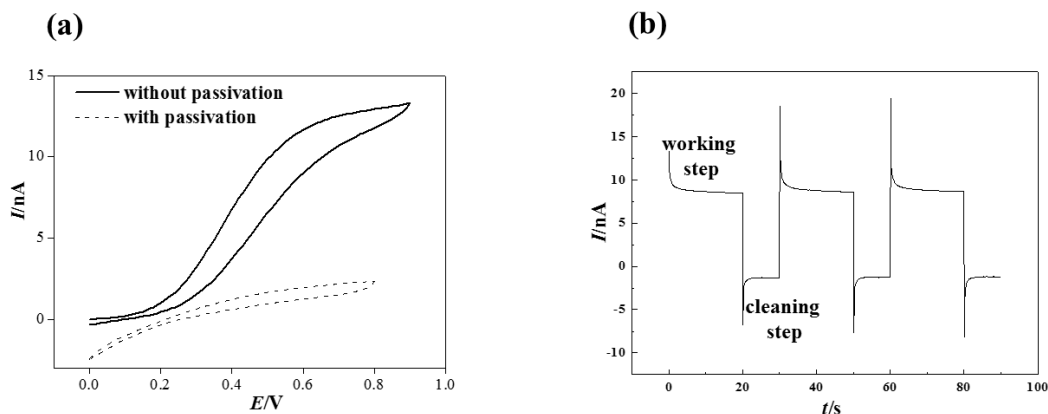 (a)
15
10
5
0
I/nA
without passivation
with passivation
0.0 0.2 0.4 0.6 0.8 1.0
E/V
(b)
20
15
10
5
0
-5
-10
I/nA
working
step
cleaning
step
0 20 40 60 80 100
t/s